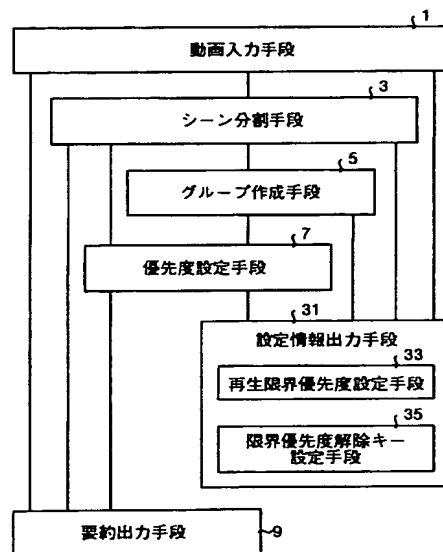 1
動画入力手段
3
シーン分割手段
5
グループ作成手段
7
優先度設定手段
31
設定情報出力手段
33
再生限界優先度設定手段
35
限界優先度解除キー
設定手段
要約出力手段
9